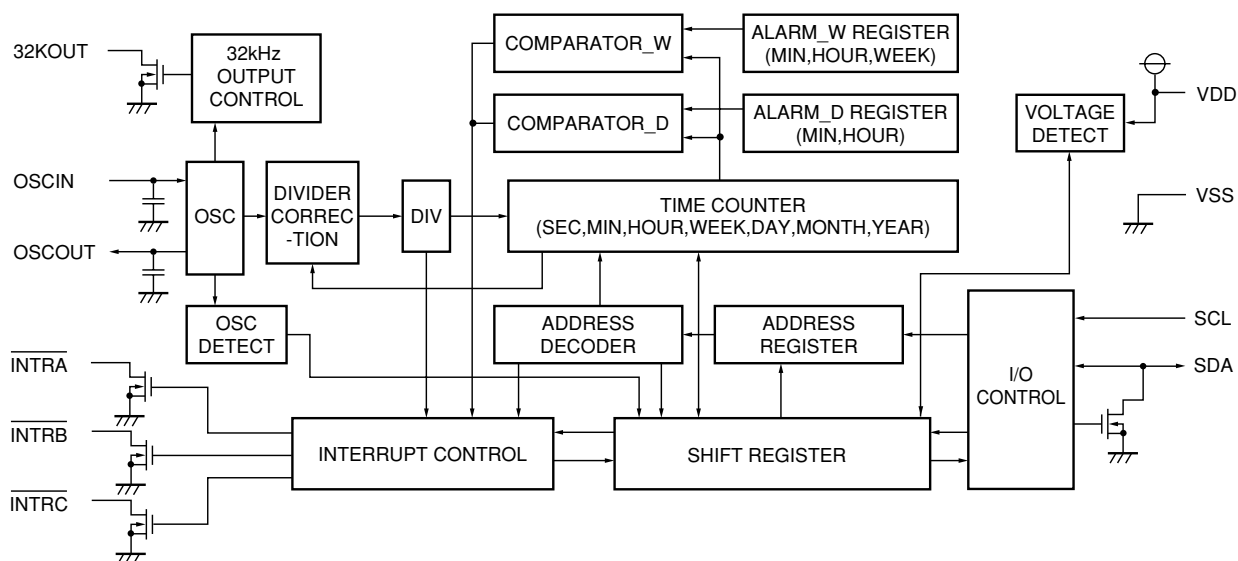 32KOUT
32kHz
OUTPUT
CONTROL
COMPARATOR_W
ALARM_W REGISTER
(MIN,HOUR,WEEK)
COMPARATOR_D
ALARM_D REGISTER
(MIN,HOUR)
VOLTAGE
DETECT
VDD
VSS
OSCIN
OSCOUT
OSC
DIVIDER
CORREC
-TION
DIV
TIME COUNTER
(SEC,MIN,HOUR,WEEK,DAY,MONTH,YEAR)
OSC
DETECT
ADDRESS
DECODER
ADDRESS
REGISTER
I/O
CONTROL
SCL
SDA
INTRA
INTRB
INTRC
INTERRUPT CONTROL
SHIFT REGISTER